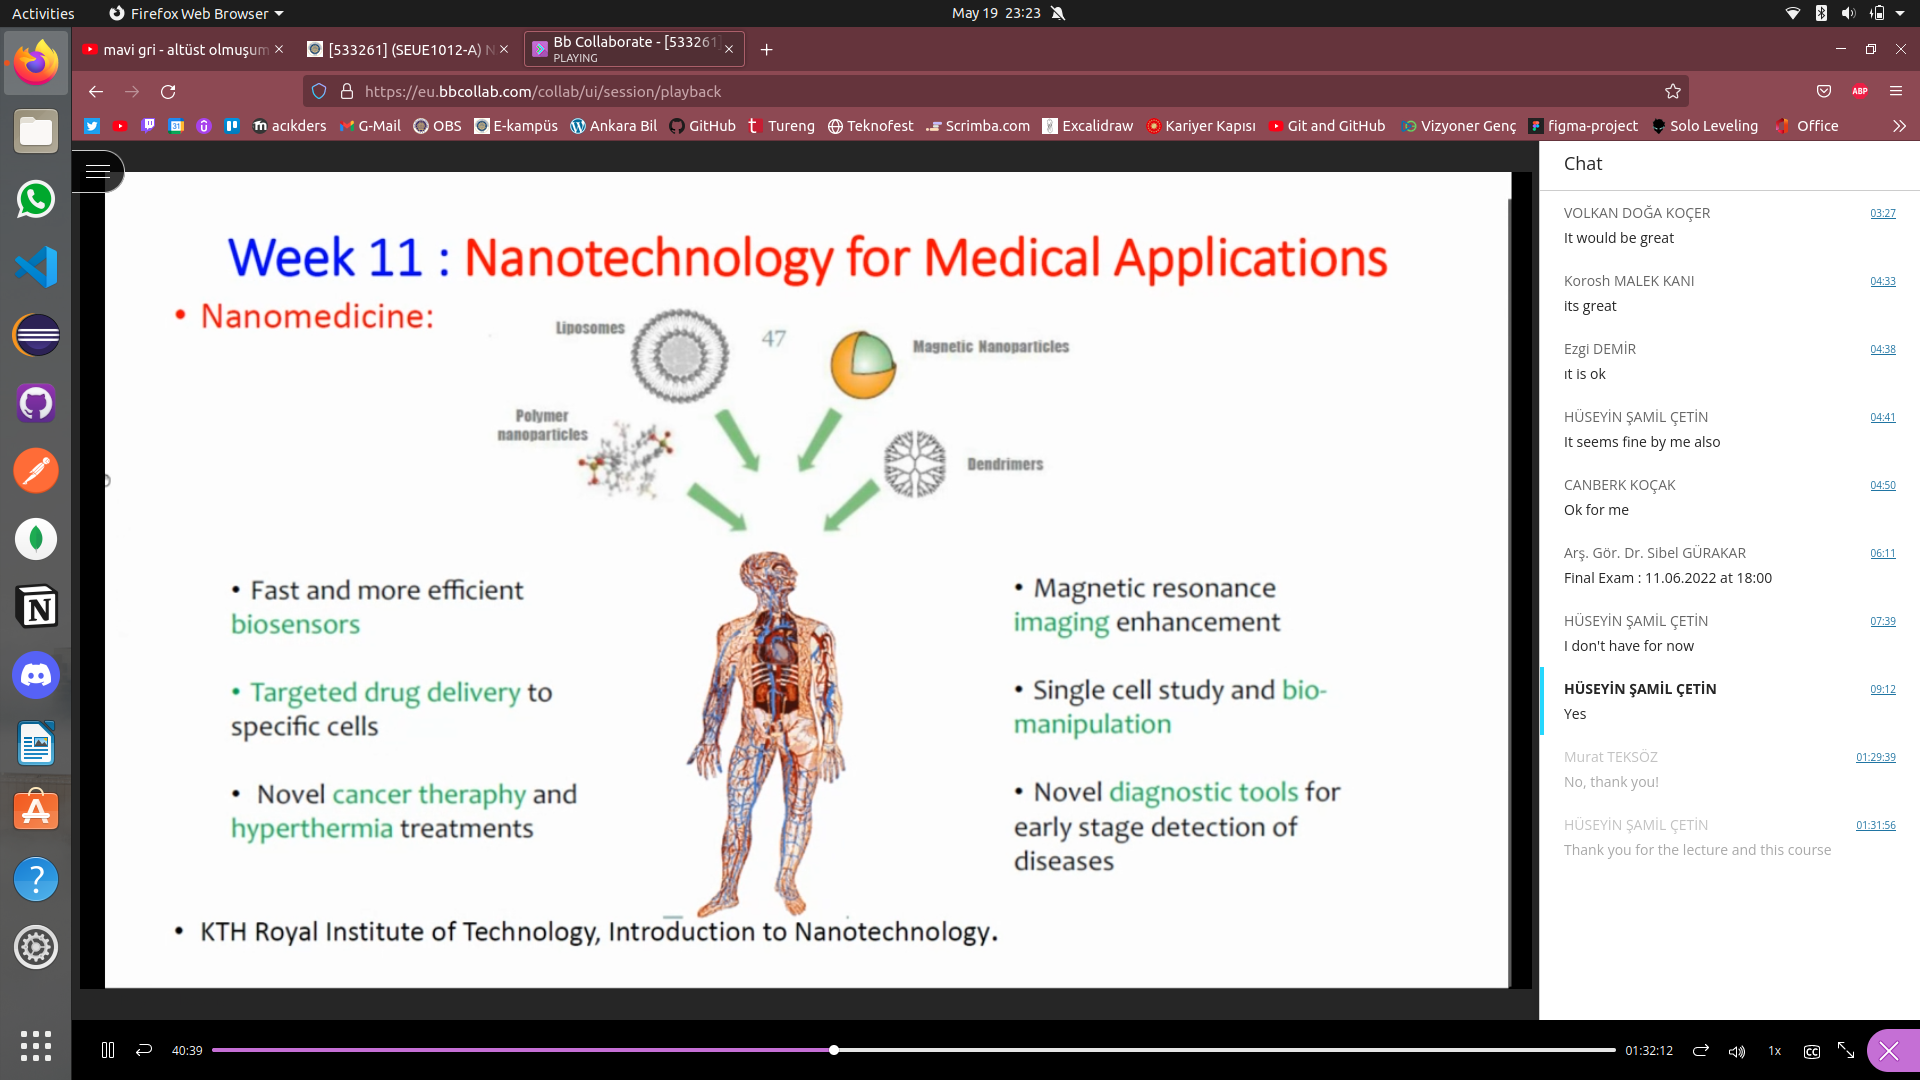 Activities
Firefox Web Browser
May 19 23:23
mavi gri - altüst olmuşum
[533261] (SEUE1012-A) N
Bb Collaborate - [533261]
PLAYING
https://eu.bbcollab.com/collab/ui/session/playback
ABP
acıkders
G-Mail
OBS
E-kampüs
Ankara Bil
GitHub
Tureng
Teknofest
Scrimba.com
Excalidraw
Kariyer Kapısı
Git and GitHub
Vizyoner Genç
figma-project
Solo Leveling
Office
Week 11 : Nanotechnology for Medical Applications
• Nanomedicine:
Liposomes
47
Magnetic Nanoparticles
Polymer
nanoparticles
Dendrimers
• Fast and more efficient
biosensors
• Targeted drug delivery to
specific cells
• Novel cancer theraphy and
hyperthermia treatments
• Magnetic resonance
imaging enhancement
• Single cell study and bio-
manipulation
• Novel diagnostic tools for
early stage detection of
diseases
• KTH Royal Institute of Technology, Introduction to Nanotechnology.
Chat
VOLKAN DOĞA KOÇER 03:27
It would be great
Korosh MALEK KANI 04:33
its great
Ezgi DEMİR 04:38
ıt is ok
HÜSEYİN ŞAMİL ÇETİN 04:41
It seems fine by me also
CANBERK KOÇAK 04:50
Ok for me
Arş. Gör. Dr. Sibel GÜRAKAR 06:11
Final Exam : 11.06.2022 at 18:00
HÜSEYİN ŞAMİL ÇETİN 07:39
I don't have for now
HÜSEYİN ŞAMİL ÇETİN 09:12
Yes
Murat TEKSÖZ 01:29:39
No, thank you!
HÜSEYİN ŞAMİL ÇETİN 01:31:56
Thank you for the lecture and this course
40:39
01:32:12
1x
CC